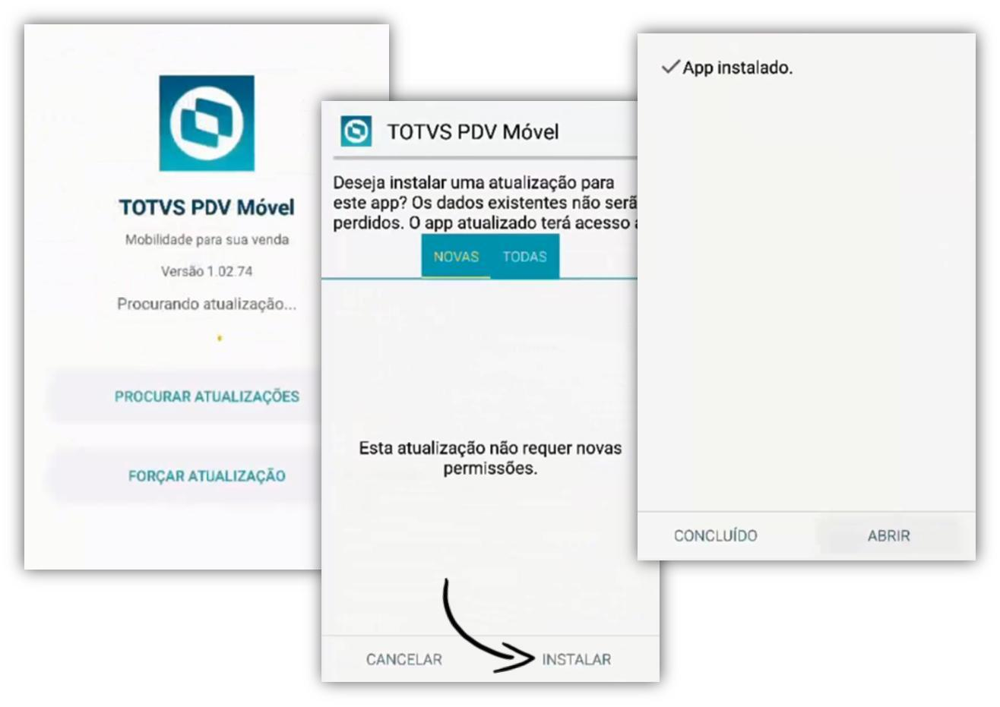 TOTVS PDV Móvel
Mobilidade para sua venda
Versão 1.02.74
Procurando atualização...
PROCURAR ATUALIZAÇÕES
FORÇAR ATUALIZAÇÃO
TOTVS PDV Móvel
Deseja instalar uma atualização para
este app? Os dados existentes não serã
perdidos. O app atualizado terá acesso
NOVAS TODAS
Esta atualização não requer novas
permissões.
CANCELAR INSTALAR
App instalado.
CONCLUÍDO ABRIR